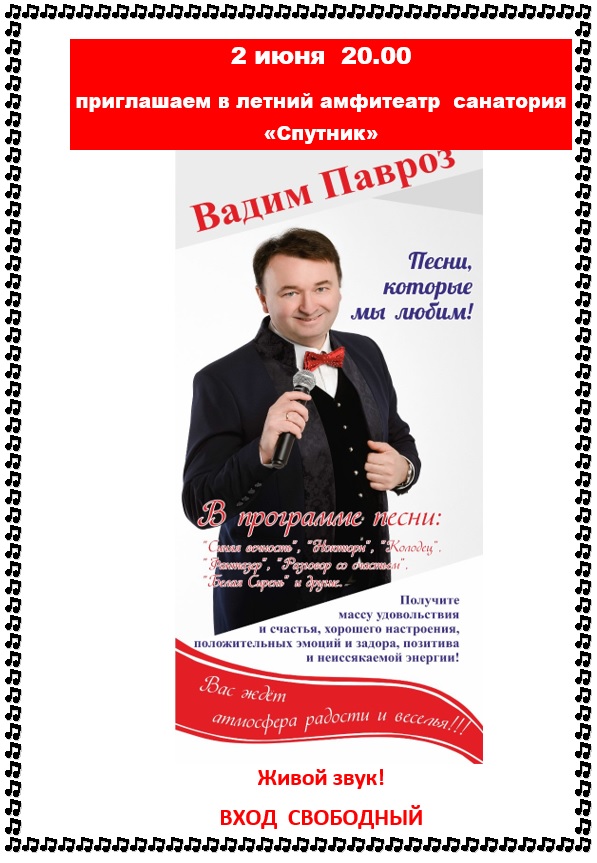 2 июня 20.00
приглашаем в летний амфитеатр санатория
«Спутник»
Вадим Павроз
Песни,
которые
мы любим!
В программе песни:
"Синяя вечность", "Ноктюрн", "Колодец".
"Фантазер", "Разговор со счастьем".
"Белая Сирень" и другие.
Получите
массу удовольствия
и счастья, хорошего настроения,
положительных эмоций и задора, позитива
и неиссякаемой энергии!
Вас ждёт
атмосфера радости и веселья!!!
Живой звук!
ВХОД СВОБОДНЫЙ